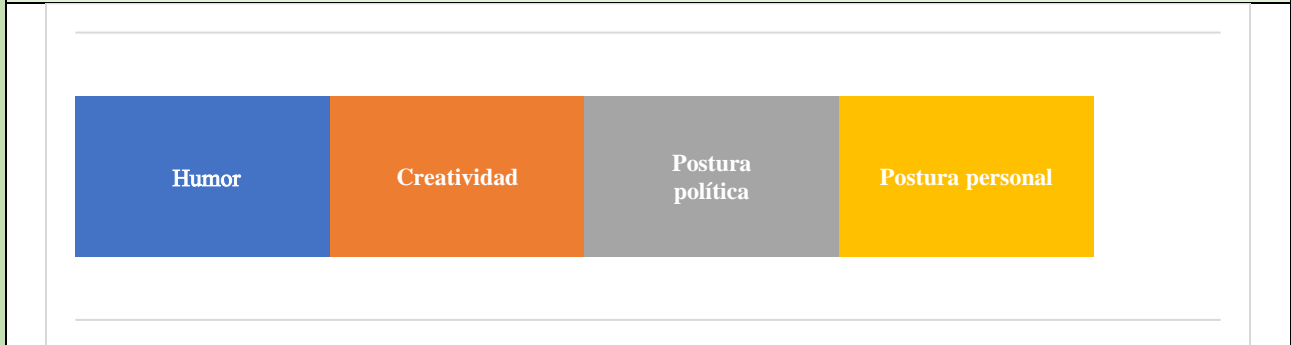 Humor
Creatividad
Postura
política
Postura personal